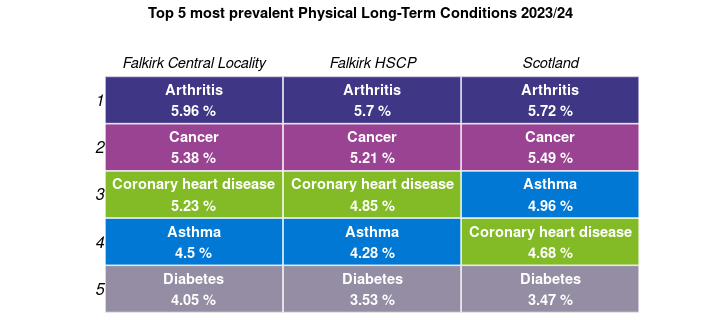 Top 5 most prevalent Physical Long-Term Conditions 2023/24
Falkirk Central Locality Falkirk HSCP Scotland
1 Arthritis 5.96 % Arthritis 5.7 % Arthritis 5.72 %
2 Cancer 5.38 % Cancer 5.21 % Cancer 5.49 %
3 Coronary heart disease 5.23 % Coronary heart disease 4.85 % Asthma 4.96 %
4 Asthma 4.5 % Asthma 4.28 % Coronary heart disease 4.68 %
5 Diabetes 4.05 % Diabetes 3.53 % Diabetes 3.47 %